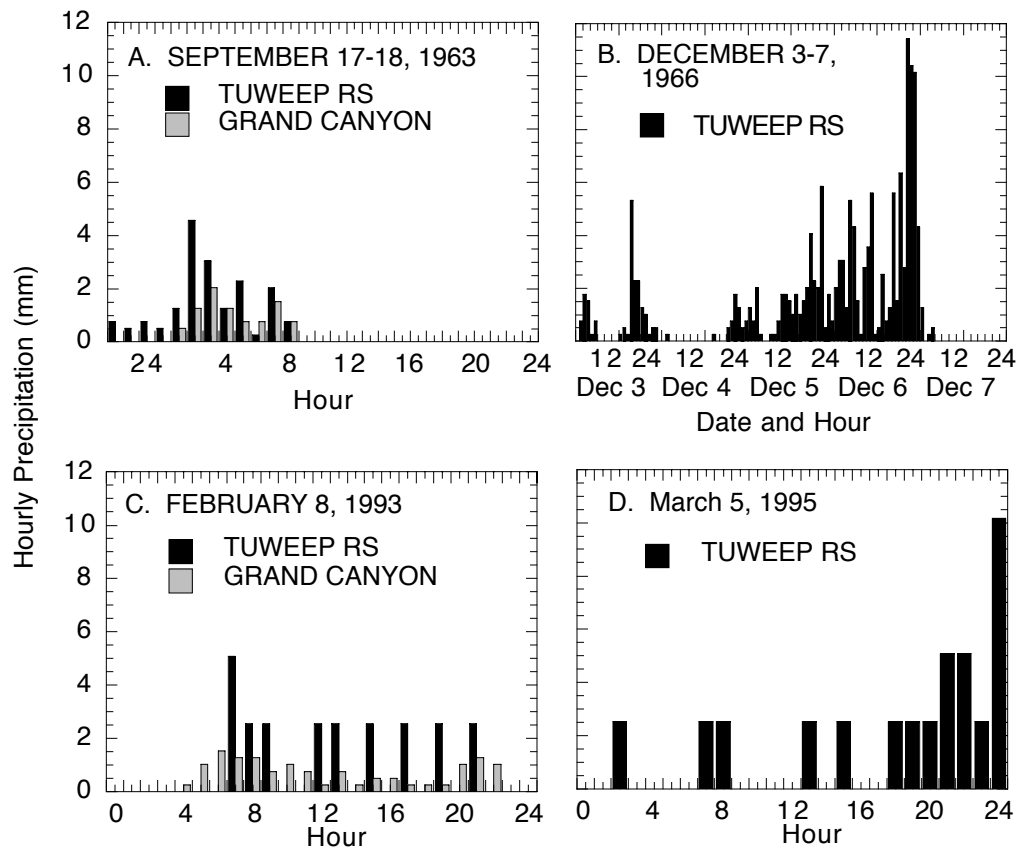 Hourly Precipitation (mm)
A. SEPTEMBER 17-18, 1963
TUWEEP RS
GRAND CANYON
12
10
8
6
4
2
0
24 4 8 12 16 20 24
Hour
B. DECEMBER 3-7,
1966
TUWEEP RS
12 24 12 24 12 24 12 24 12 24
Dec 3 Dec 4 Dec 5 Dec 6 Dec 7
Date and Hour
C. FEBRUARY 8, 1993
TUWEEP RS
GRAND CANYON
12
10
8
6
4
2
0
0 4 8 12 16 20 24
Hour
D. March 5, 1995
TUWEEP RS
0 4 8 12 16 20 24
Hour